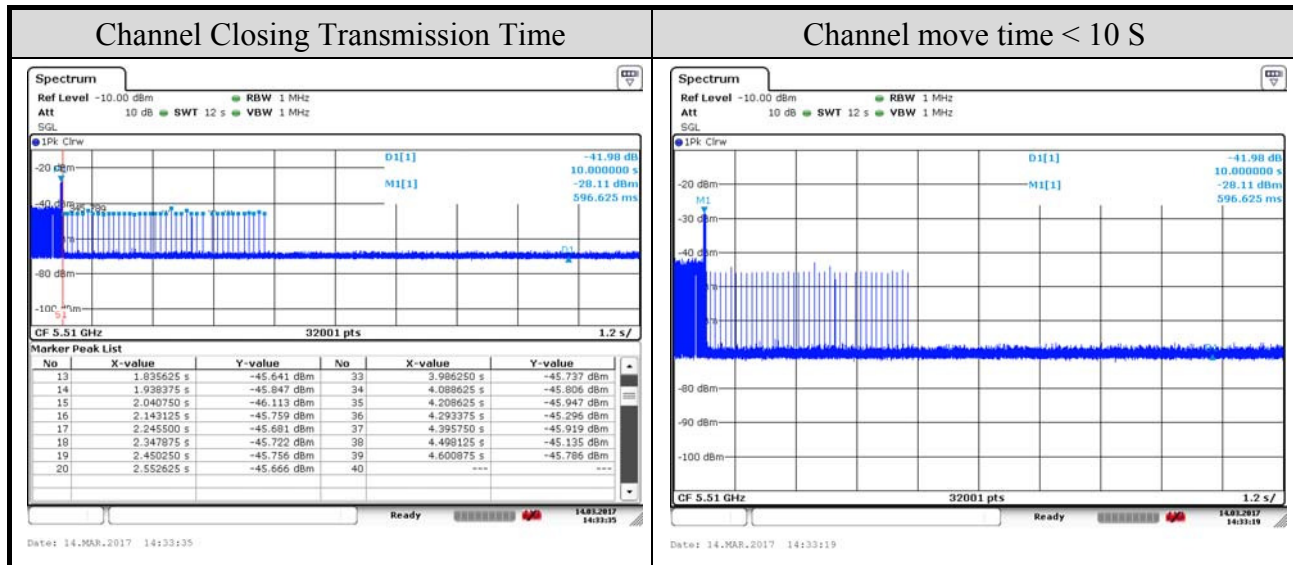 Channel Closing Transmission Time
Channel move time < 10 S
Spectrum
Ref Level -10.00 dBm RBW 1 MHz
Att 10 dB SWT 12 s VBW 1 MHz
SGL
1Pk Clrw
D1[1] -41.98 dB
10.000000 s
-20 dBm
M1[1] -28.11 dBm
596.625 ms
-40 dBm
D1
-80 dBm
-100 dBm
S1
CF 5.51 GHz 32001 pts 1.2 s/
Marker Peak List
No X-value Y-value No X-value Y-value
13 1.835625 s -45.641 dBm 33 3.986250 s -45.737 dBm
14 1.938375 s -45.847 dBm 34 4.088625 s -45.806 dBm
15 2.040750 s -46.113 dBm 35 4.208625 s -45.947 dBm
16 2.143125 s -45.759 dBm 36 4.293375 s -45.296 dBm
17 2.245500 s -45.681 dBm 37 4.395750 s -45.919 dBm
18 2.347875 s -45.722 dBm 38 4.498125 s -45.135 dBm
19 2.450250 s -45.756 dBm 39 4.600875 s -45.786 dBm
20 2.552625 s -45.666 dBm 40 --- ---
Ready 14.03.2017
14:33:35
Date: 14.MAR.2017 14:33:35
Spectrum
Ref Level -10.00 dBm RBW 1 MHz
Att 10 dB SWT 12 s VBW 1 MHz
SGL
1Pk Clrw
D1[1] -41.98 dB
10.000000 s
-20 dBm
M1[1] -28.11 dBm
596.625 ms
M1
-30 dBm
-40 dBm
-80 dBm
-90 dBm
-100 dBm
CF 5.51 GHz 32001 pts 1.2 s/
Ready 14.03.2017
14:33:19
Date: 14.MAR.2017 14:33:19